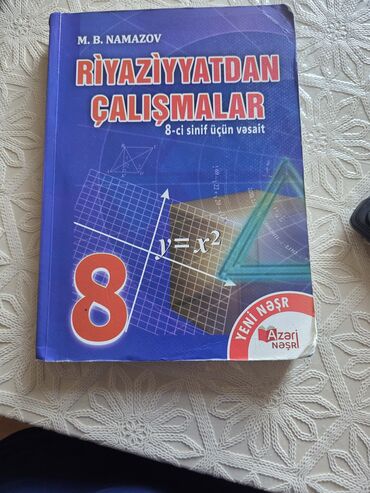 M. B. NAMAZOV
RİYAZİYYATDAN
ÇALIŞMALAR
8-ci sinif üçün vəsait
y=x²
8
YENİ NƏŞR
Azəri
NƏŞR